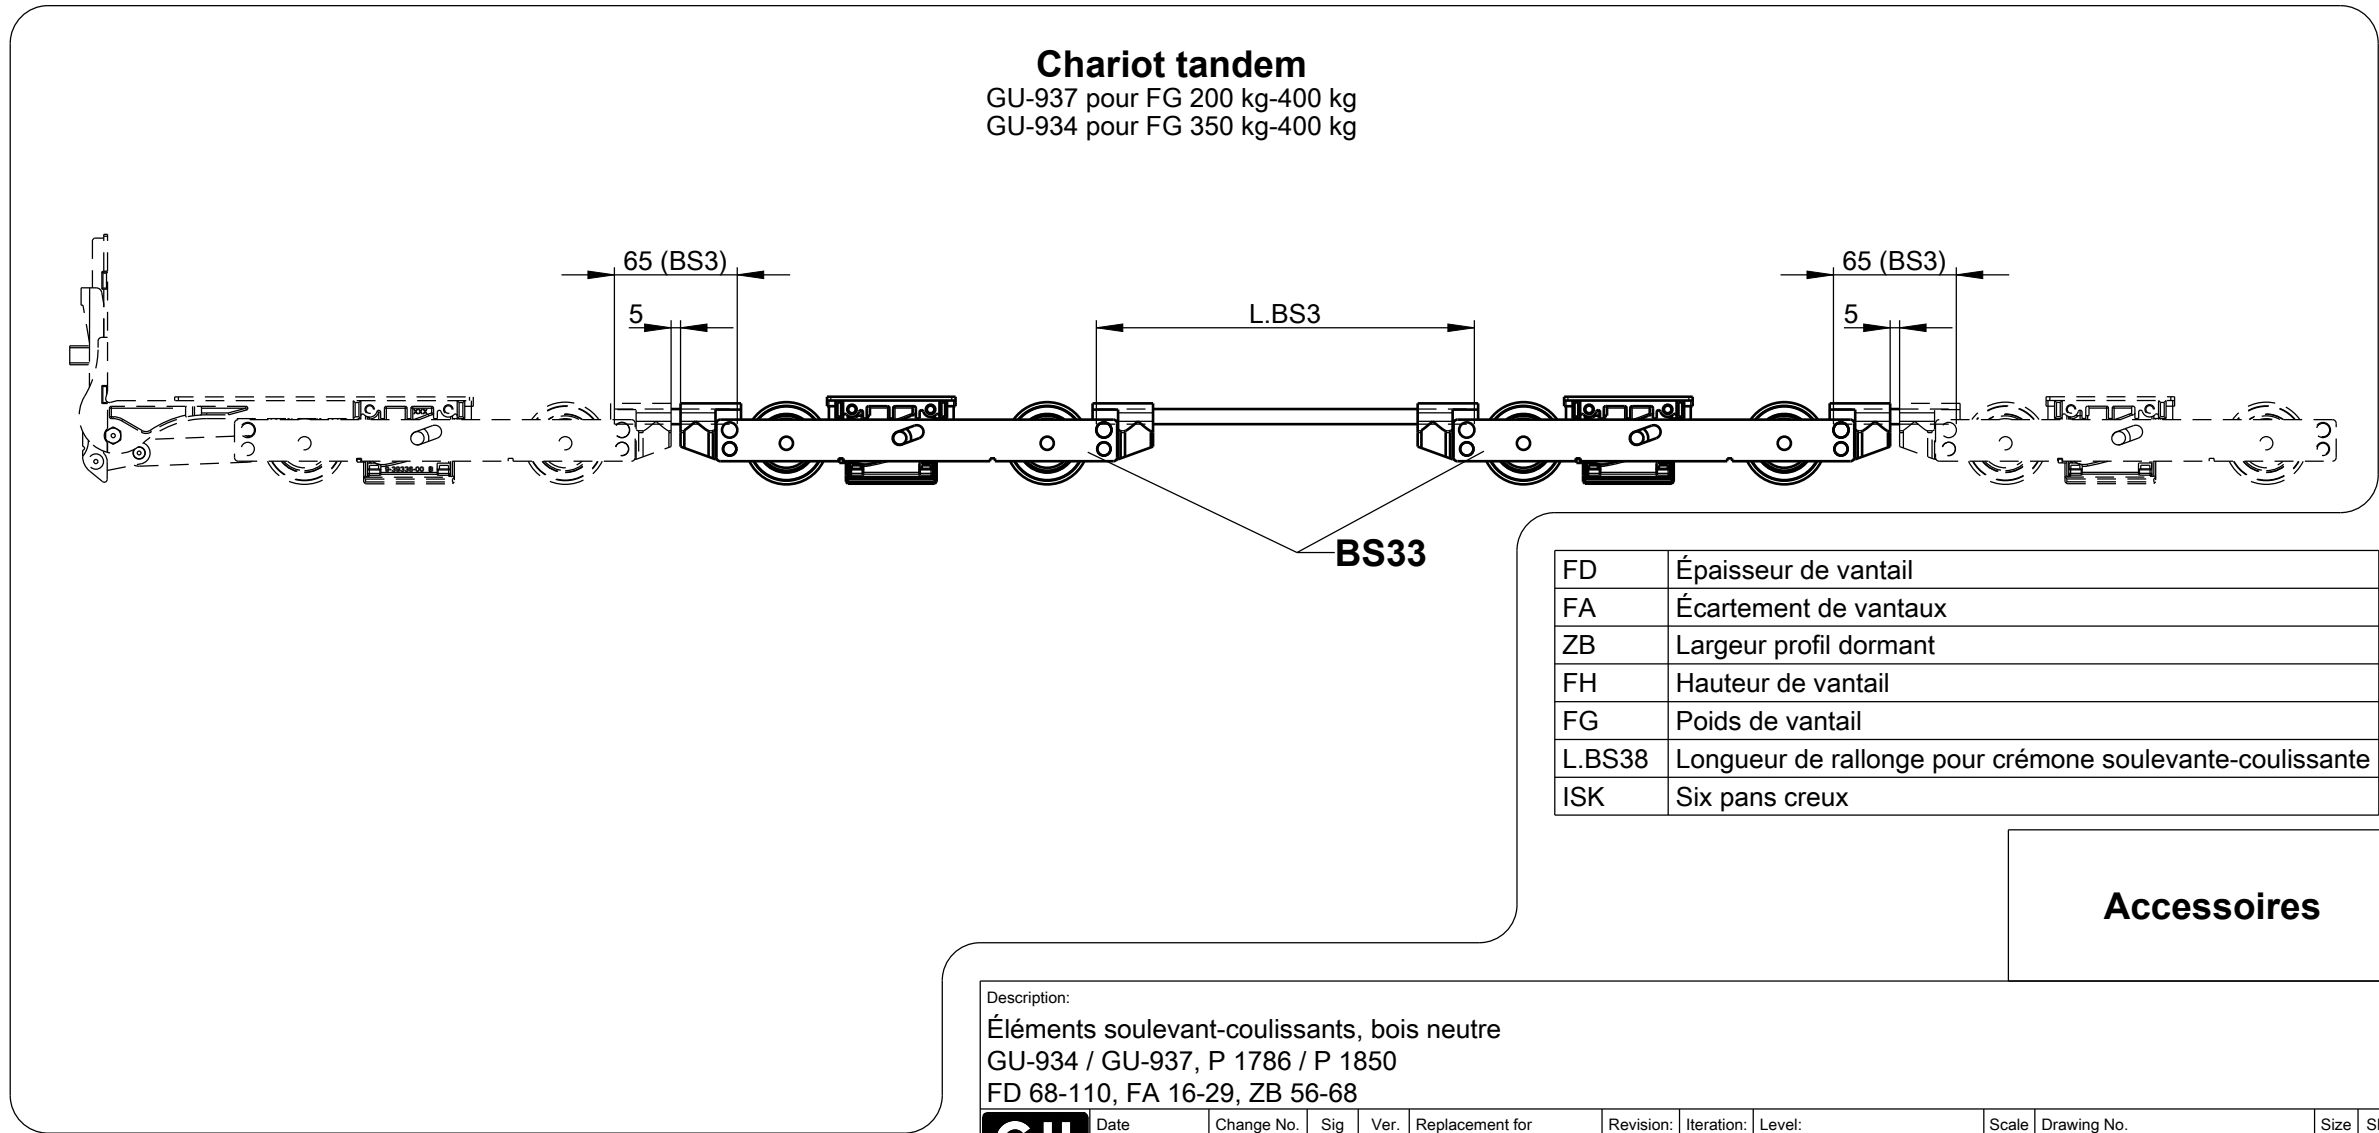 Chariot tandem
GU-937 pour FG 200 kg-400 kg
GU-934 pour FG 350 kg-400 kg
65 (BS3)
65 (BS3)
5
L.BS3
5
BS33
FD Épaisseur de vantail
FA Écartement de vantaux
ZB Largeur profil dormant
FH Hauteur de vantail
FG Poids de vantail
L.BS38 Longueur de rallonge pour crémone soulevante-coulissante
ISK Six pans creux
Accessoires
Description:
Éléments soulevant-coulissants, bois neutre
GU-934 / GU-937, P 1786 / P 1850
FD 68-110, FA 16-29, ZB 56-68
Date Change No. Sig Ver. Replacement for Revision: Iteration: Level: Scale Drawing No. Size